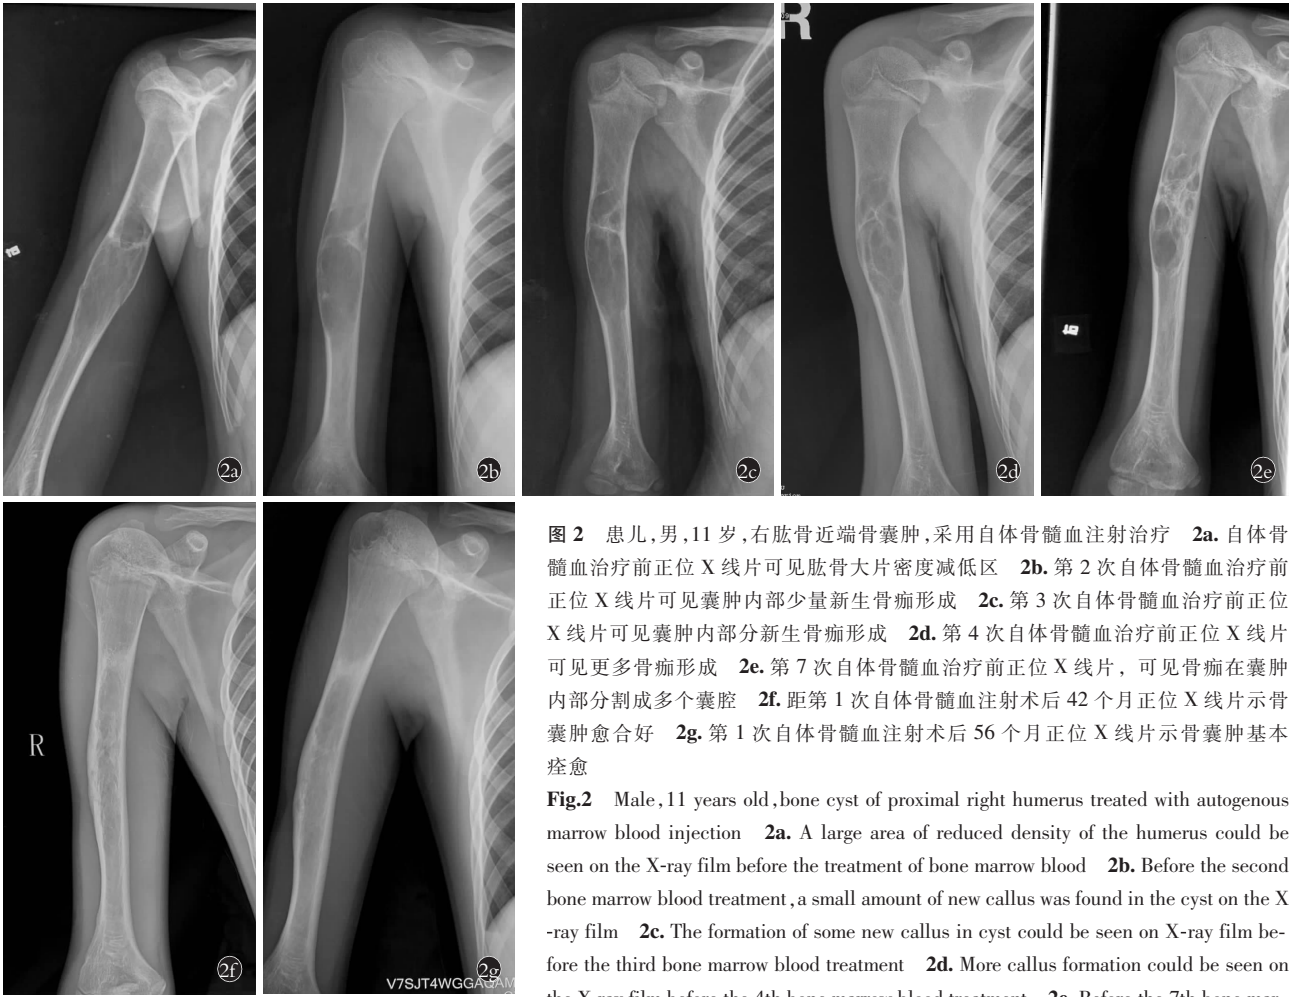 R
2a
2b
2c
2d
2e
R
2f
2g
V7SJT4WGGAGAM
图 2 患儿,男,11 岁,右肱骨近端骨囊肿,采用自体骨髓血注射治疗 2a. 自体骨
髓血治疗前正位 X 线片可见肱骨大片密度减低区 2b. 第 2 次自体骨髓血治疗前
正位 X 线片可见囊肿内部少量新生骨痂形成 2c. 第 3 次自体骨髓血治疗前正位
X 线片可见囊肿内部分新生骨痂形成 2d. 第 4 次自体骨髓血治疗前正位 X 线片
可见更多骨痂形成 2e. 第 7 次自体骨髓血治疗前正位 X 线片, 可见骨痂在囊肿
内部分割成多个囊腔 2f. 距第 1 次自体骨髓血注射术后 42 个月正位 X 线片示骨
囊肿愈合好 2g. 第 1 次自体骨髓血注射术后 56 个月正位 X 线片示骨囊肿基本
痊愈
Fig.2 Male,11 years old,bone cyst of proximal right humerus treated with autogenous
marrow blood injection 2a. A large area of reduced density of the humerus could be
seen on the X-ray film before the treatment of bone marrow blood 2b. Before the second
bone marrow blood treatment,a small amount of new callus was found in the cyst on the X
-ray film 2c. The formation of some new callus in cyst could be seen on X-ray film be-
fore the third bone marrow blood treatment 2d. More callus formation could be seen on
the X-ray film before the 4th bone marrow blood treatment 2e. Before the 7th bone mar-